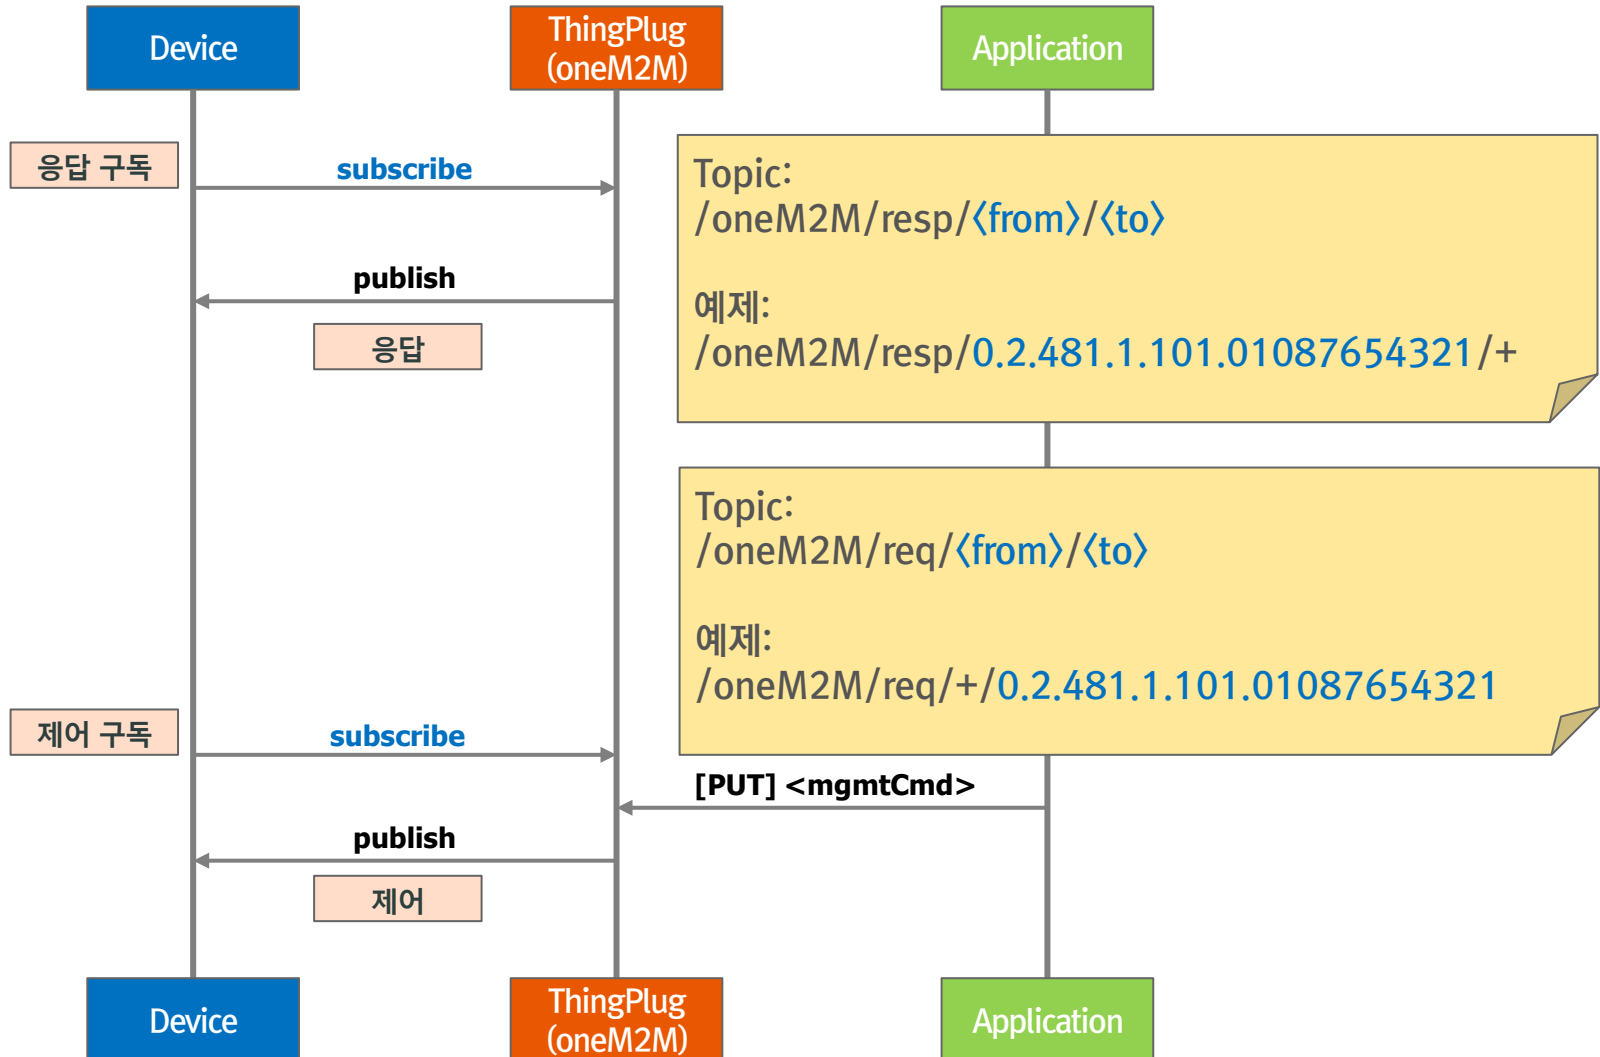 Device
ThingPlug
(oneM2M)
Application
응답 구독
subscribe
Topic:
/oneM2M/resp/〈from〉/〈to〉
예제:
/oneM2M/resp/0.2.481.1.101.01087654321/+
publish
응답
Topic:
/oneM2M/req/〈from〉/〈to〉
예제:
/oneM2M/req/+/0.2.481.1.101.01087654321
제어 구독
subscribe
[PUT] <mgmtCmd>
publish
제어
Device
ThingPlug
(oneM2M)
Application